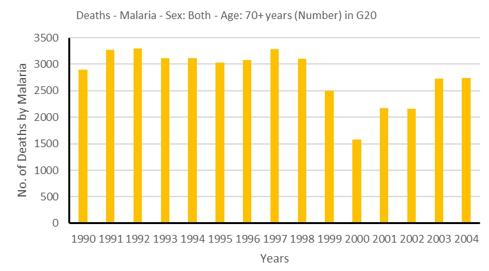 Deaths - Malaria - Sex: Both - Age: 70+ years (Number) in G20
3500
3000
2500
2000
1500
1000
500
0
No. of Deaths by Malaria
1990 1991 1992 1993 1994 1995 1996 1997 1998 1999 2000 2001 2002 2003 2004
Years